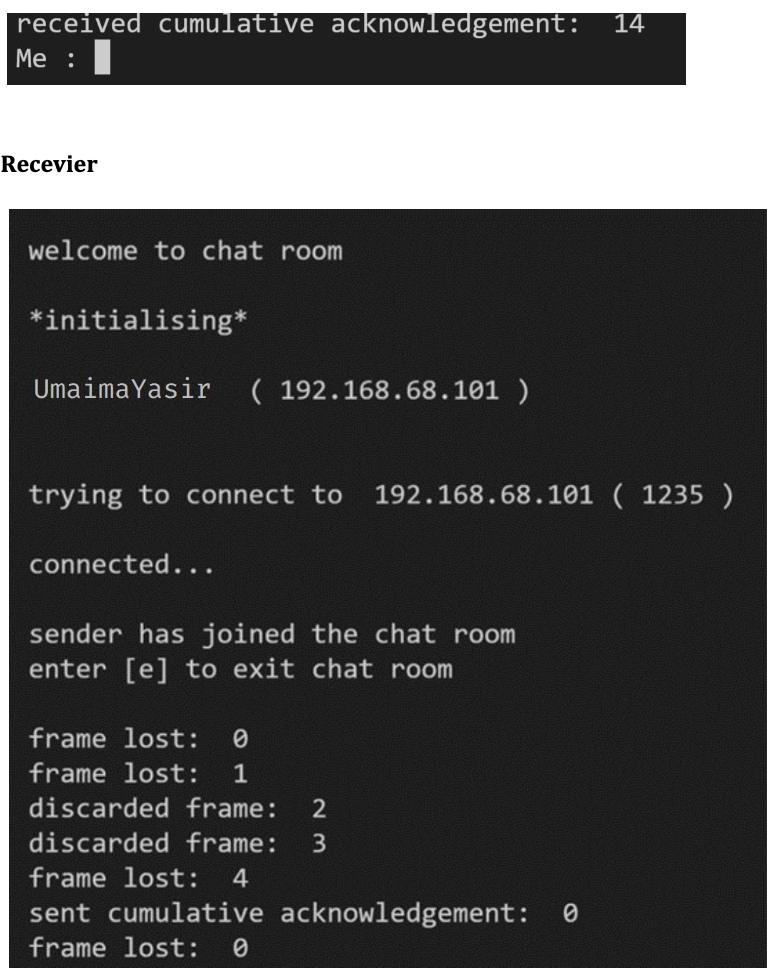 received cumulative acknowledgement:  14
Me :
Recevier
welcome to chat room
*initialising*
UmaimaYasir  ( 192.168.68.101 )
trying to connect to  192.168.68.101 ( 1235 )
connected...
sender has joined the chat room
enter [e] to exit chat room
frame lost:  0
frame lost:  1
discarded frame:  2
discarded frame:  3
frame lost:  4
sent cumulative acknowledgement:  0
frame lost:  0